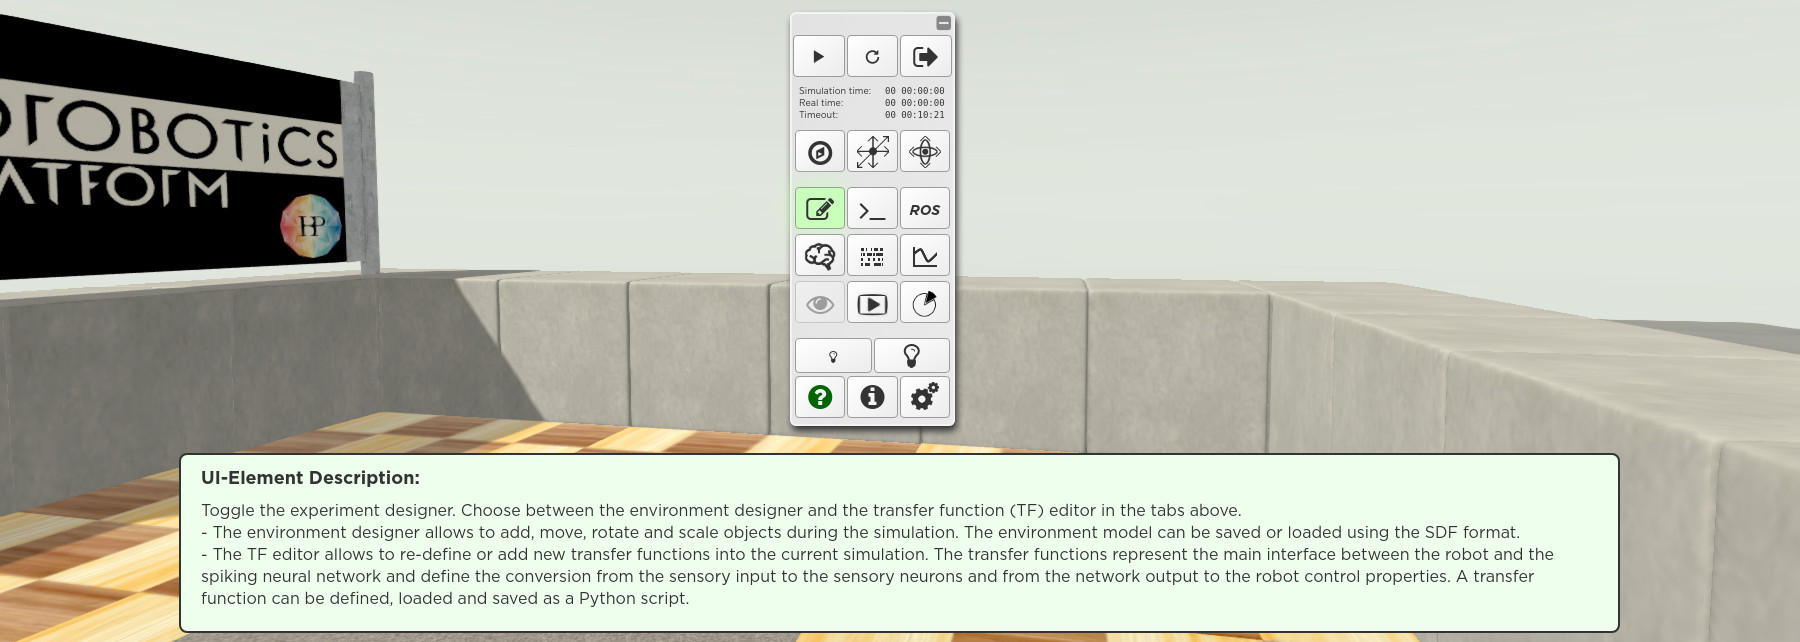 ROBOTICS
ATFORM
HP
Simulation time: 00 00:00:00
Real time: 00 00:00:00
Timeout: 00 00:10:21
>_ ROS
? i
UI-Element Description:
Toggle the experiment designer. Choose between the environment designer and the transfer function (TF) editor in the tabs above.
- The environment designer allows to add, move, rotate and scale objects during the simulation. The environment model can be saved or loaded using the SDF format.
- The TF editor allows to re-define or add new transfer functions into the current simulation. The transfer functions represent the main interface between the robot and the
spiking neural network and define the conversion from the sensory input to the sensory neurons and from the network output to the robot control properties. A transfer
function can be defined, loaded and saved as a Python script.